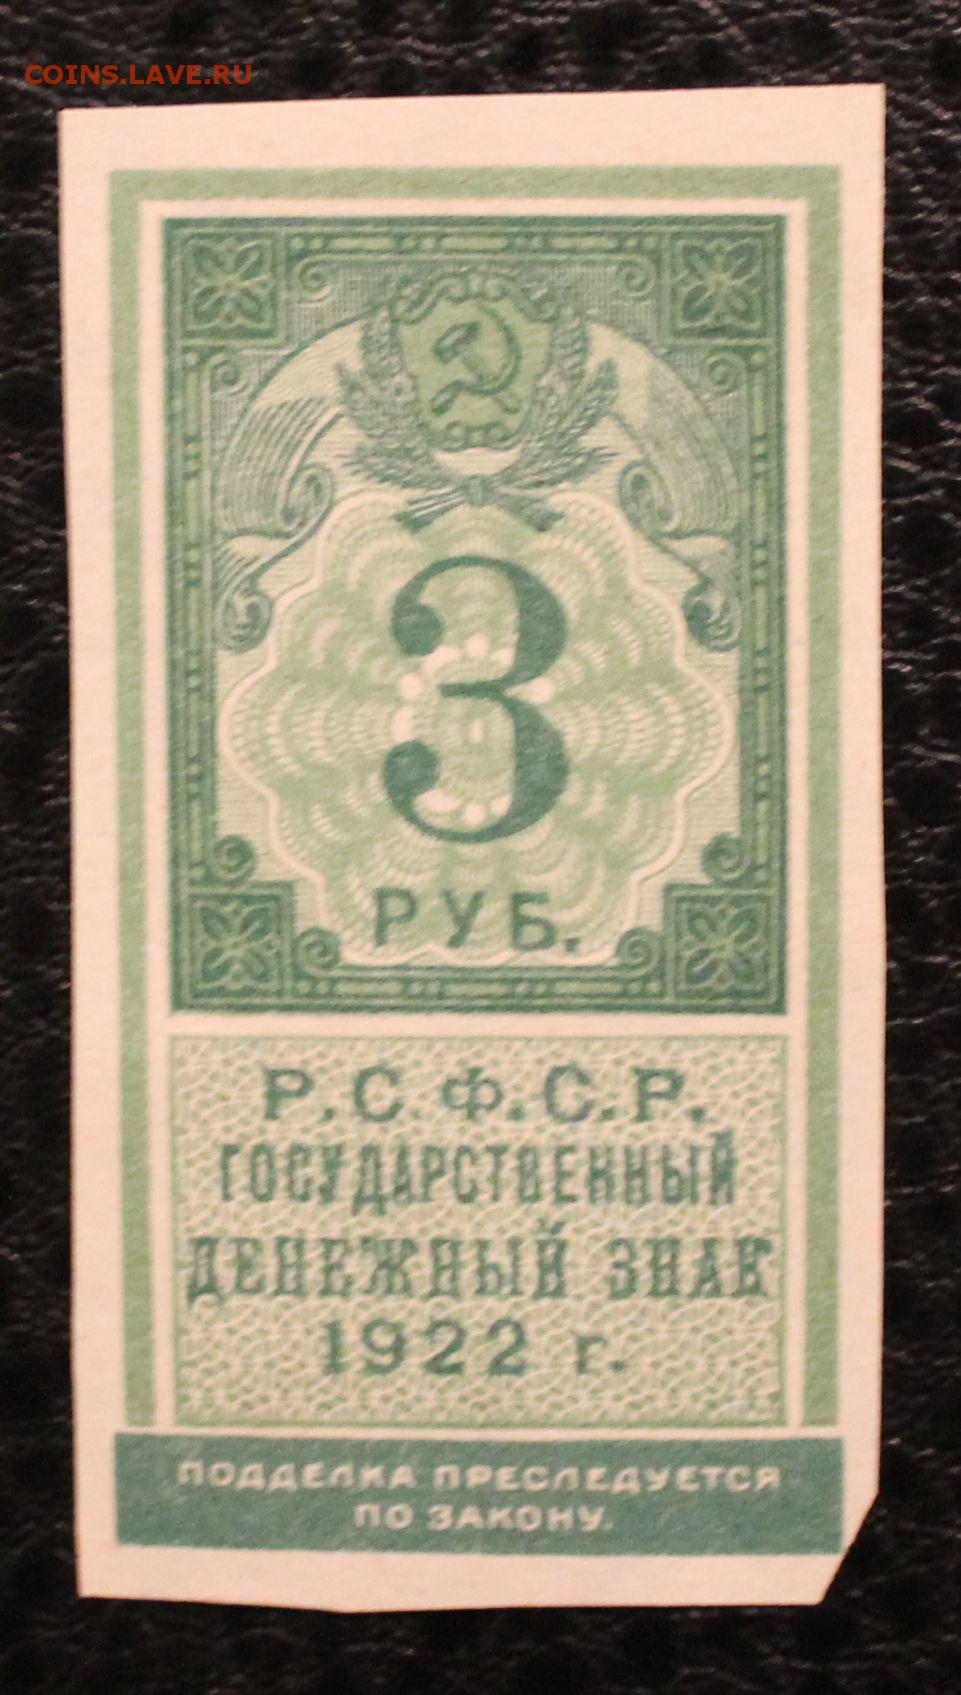 COINS.LAVE.RU
3
РУБ.
Р.С.Ф.С.Р.
ГОСУДАРСТВЕННЫЙ
ДЕНЕЖНЫЙ ЗНАК
1922 г.
ПОДДЕЛКА ПРЕСЛЕДУЕТСЯ
ПО ЗАКОНУ.